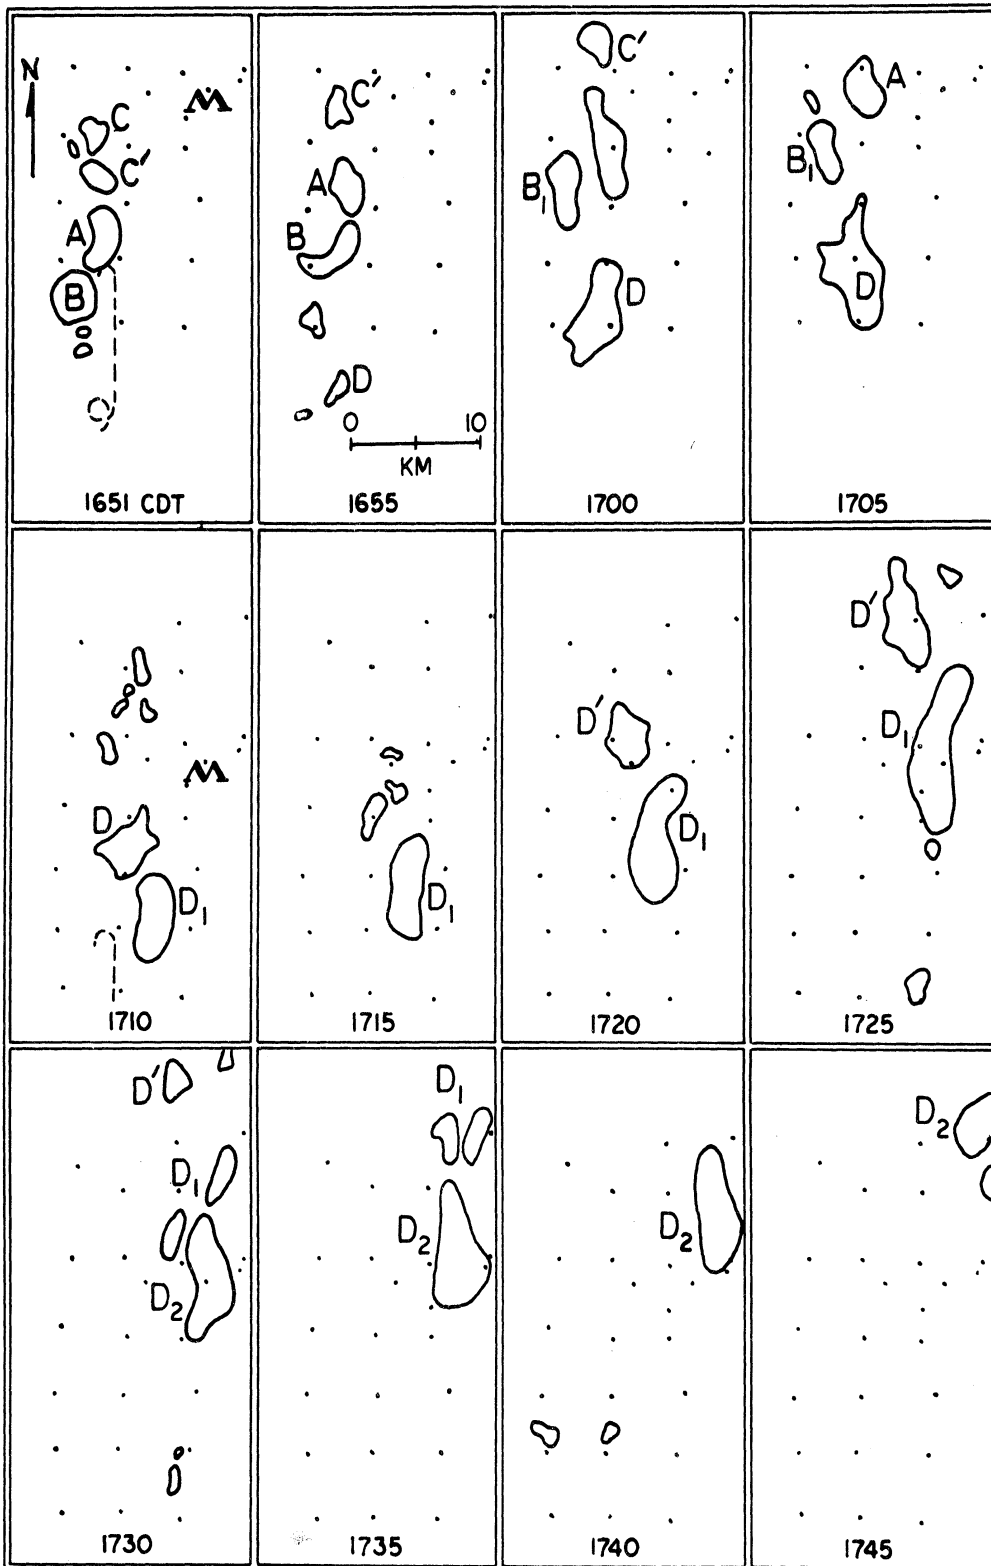 N
C
C′
A
B
1651 CDT
C′
A
B
D
0 10
KM
1655
C′
B₁
D
1700
A
B₁
D
1705
M
D
D₁
1710
D₁
1715
D′
D₁
1720
D′
D₁
1725
D′
D₁
D₂
1730
D₁
D₂
1735
D₂
1740
D₂
1745